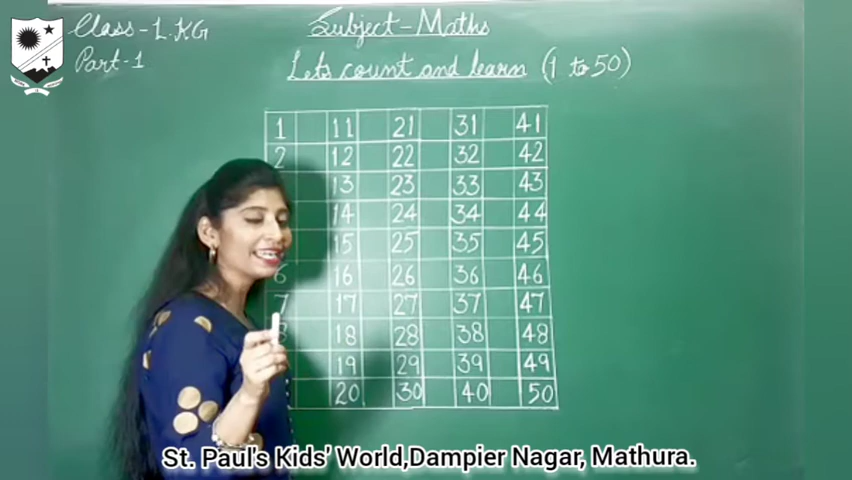 Class-L.KG
Part-1
Subject-Maths
Lets count and learn (1 to 50)
1 11 21 31 41
2 12 22 32 42
13 23 33 43
14 24 34 44
15 25 35 45
6 16 26 36 46
7 17 27 37 47
8 18 28 38 48
19 29 39 49
20 30 40 50
St. Paul's Kids' World,Dampier Nagar, Mathura.